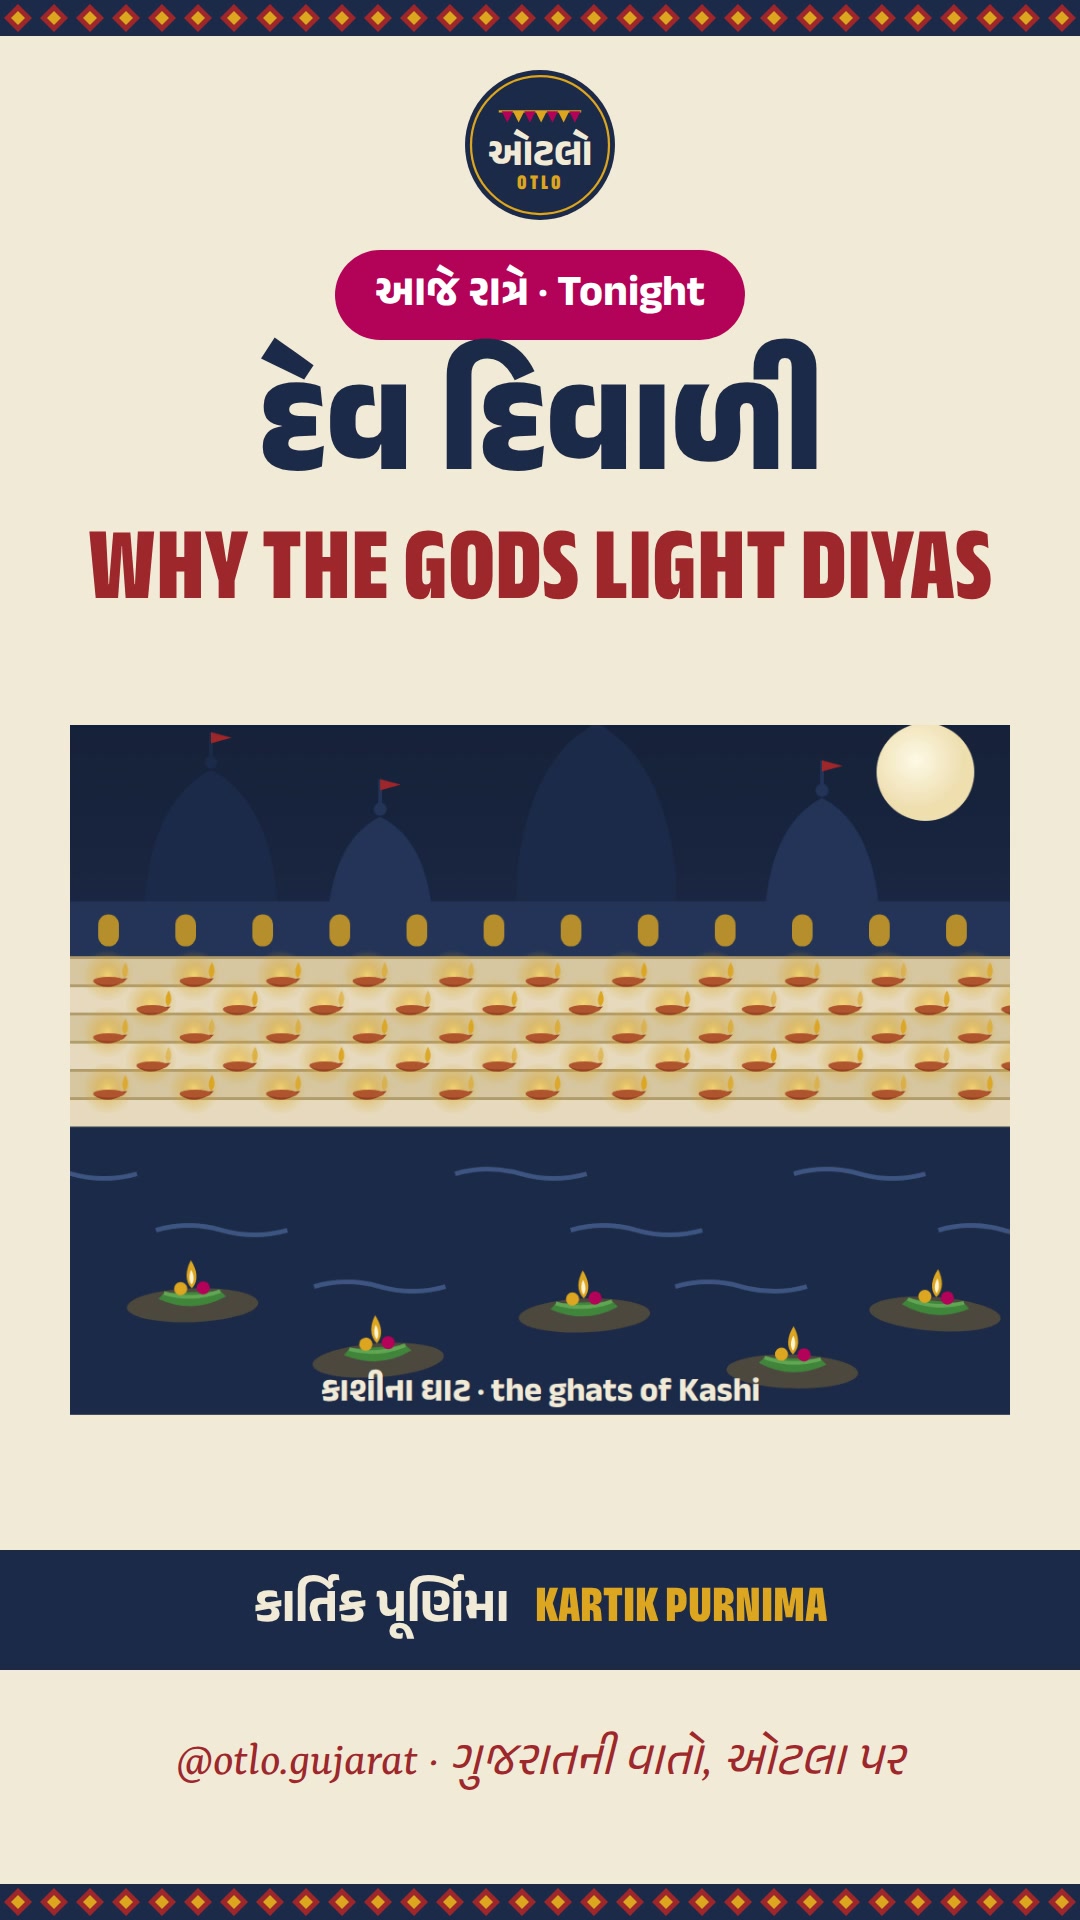 ઓટલો
OTLO
આજે રાત્રે · Tonight
દેવ દિવાળી
WHY THE GODS LIGHT DIYAS
કાશીના ઘાટ · the ghats of Kashi
કાર્તિક પૂર્ણિમા KARTIK PURNIMA
@otlo.gujarat · ગુજરાતની વાતો, ઓટલા પર